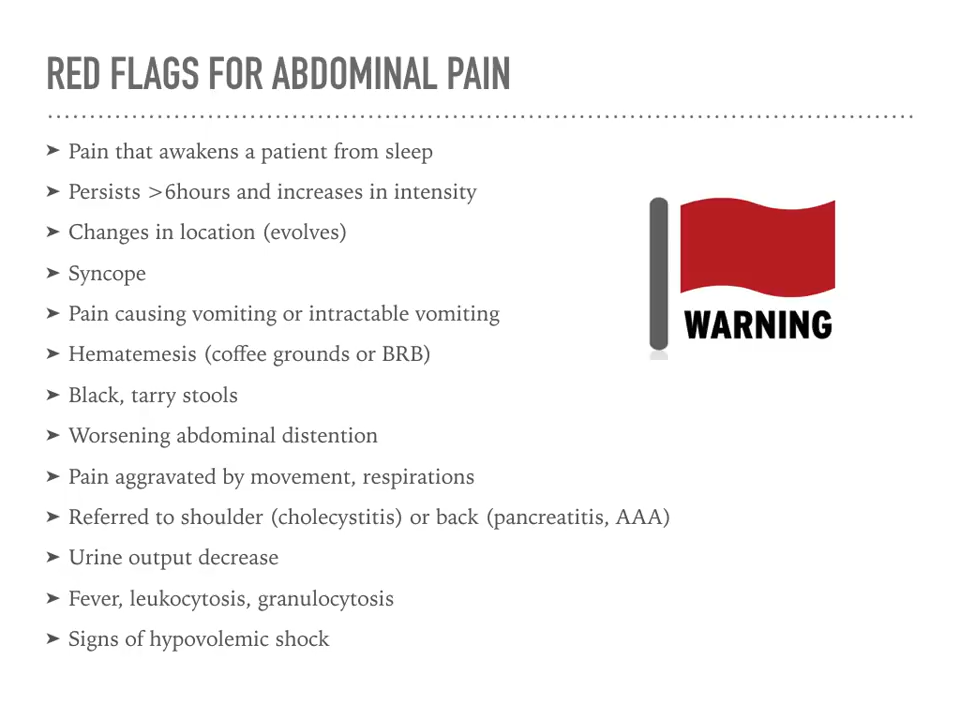 RED FLAGS FOR ABDOMINAL PAIN
➤ Pain that awakens a patient from sleep
➤ Persists >6hours and increases in intensity
➤ Changes in location (evolves)
➤ Syncope
➤ Pain causing vomiting or intractable vomiting
➤ Hematemesis (coffee grounds or BRB)
➤ Black, tarry stools
➤ Worsening abdominal distention
➤ Pain aggravated by movement, respirations
➤ Referred to shoulder (cholecystitis) or back (pancreatitis, AAA)
➤ Urine output decrease
➤ Fever, leukocytosis, granulocytosis
➤ Signs of hypovolemic shock
WARNING